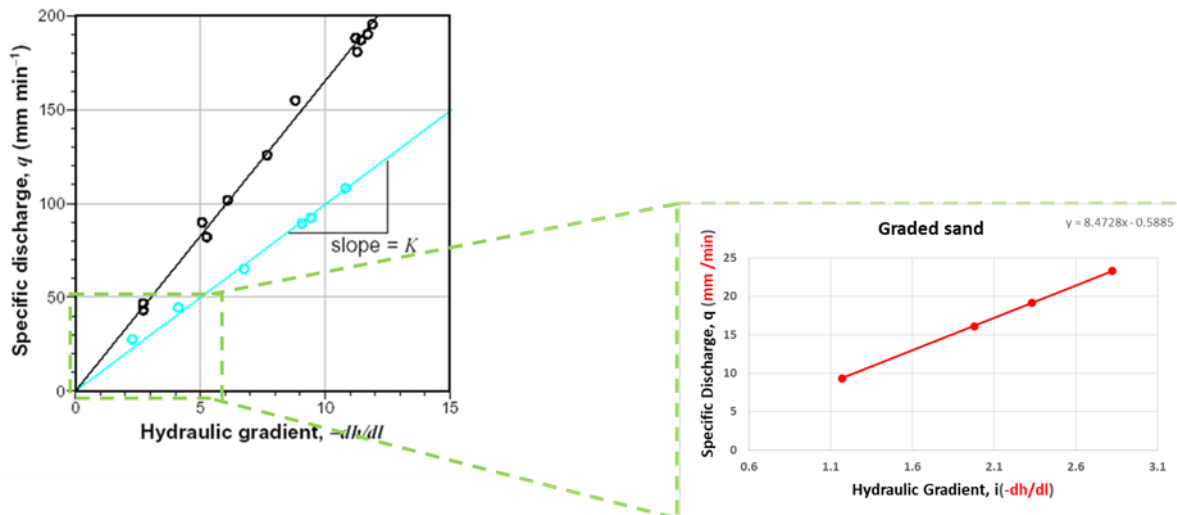 200
150
100
50
0
Specific discharge, q (mm min⁻¹)
slope = K
0 5 10 15
Hydraulic gradient, –dh/dl
Graded sand
y = 8.4728x - 0.5885
25
20
15
10
5
0
Specific Discharge, q (mm /min)
0.6 1.1 1.6 2.1 2.6 3.1
Hydraulic Gradient, i(-dh/dl)